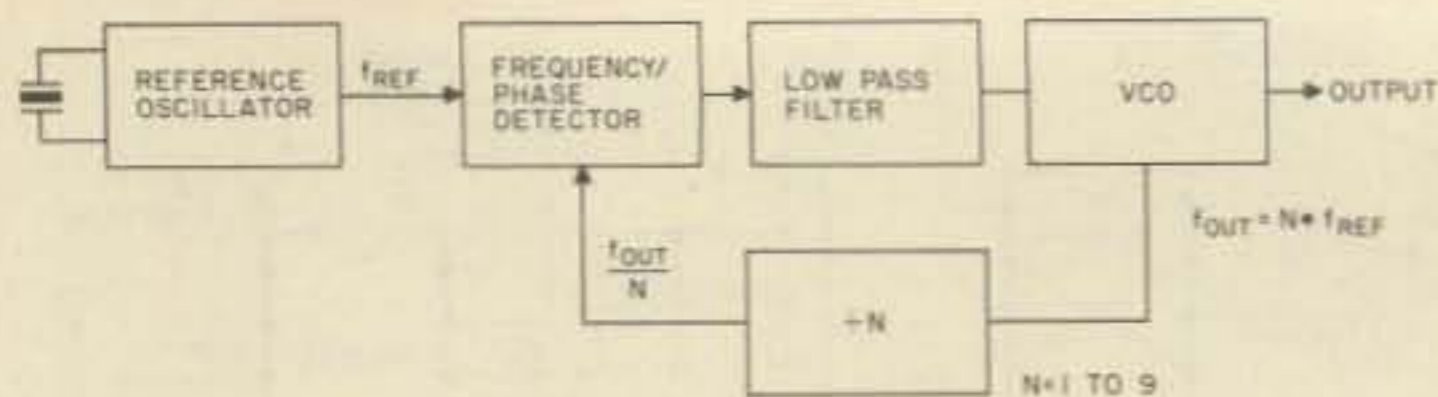 REFERENCE
OSCILLATOR
fREF
FREQUENCY/
PHASE
DETECTOR
LOW PASS
FILTER
VCO
OUTPUT
fOUT = N• fREF
fOUT
N
÷N
N=1 TO 9